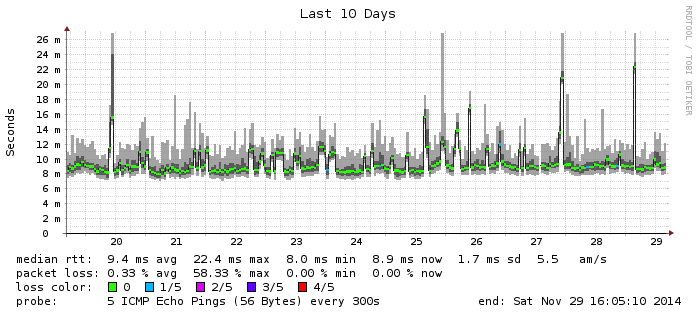 Last 10 Days
RRDTOOL / TOBI OETIKER
Seconds
26 m
24 m
22 m
20 m
18 m
16 m
14 m
12 m
10 m
8 m
6 m
4 m
2 m
0
20 21 22 23 24 25 26 27 28 29
median rtt: 9.4 ms avg 22.4 ms max 8.0 ms min 8.9 ms now 1.7 ms sd 5.5 am/s
packet loss: 0.33 % avg 58.33 % max 0.00 % min 0.00 % now
loss color: 0 1/5 2/5 3/5 4/5
probe: 5 ICMP Echo Pings (56 Bytes) every 300s end: Sat Nov 29 16:05:10 2014